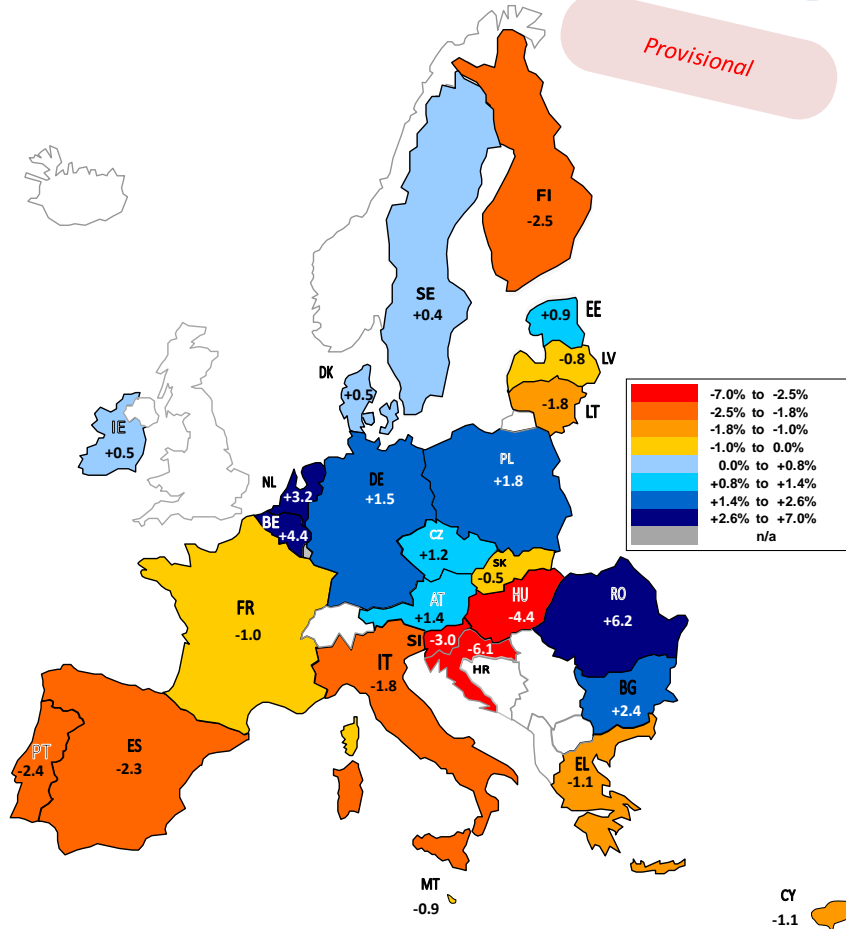 Provisional
FI
-2.5
SE
+0.4
+0.9
EE
-0.8
LV
DK
+0.5
-1.8
LT
IE
+0.5
NL
+3.2
DE
+1.5
PL
+1.8
BE
+4.4
CZ
+1.2
SK
-0.5
AT
+1.4
HU
-4.4
RO
+6.2
FR
-1.0
SI
-3.0
-6.1
HR
IT
-1.8
BG
+2.4
PT
-2.4
ES
-2.3
EL
-1.1
MT
-0.9
CY
-1.1
-7.0% to -2.5%
-2.5% to -1.8%
-1.8% to -1.0%
-1.0% to 0.0%
0.0% to +0.8%
+0.8% to +1.4%
+1.4% to +2.6%
+2.6% to +7.0%
n/a